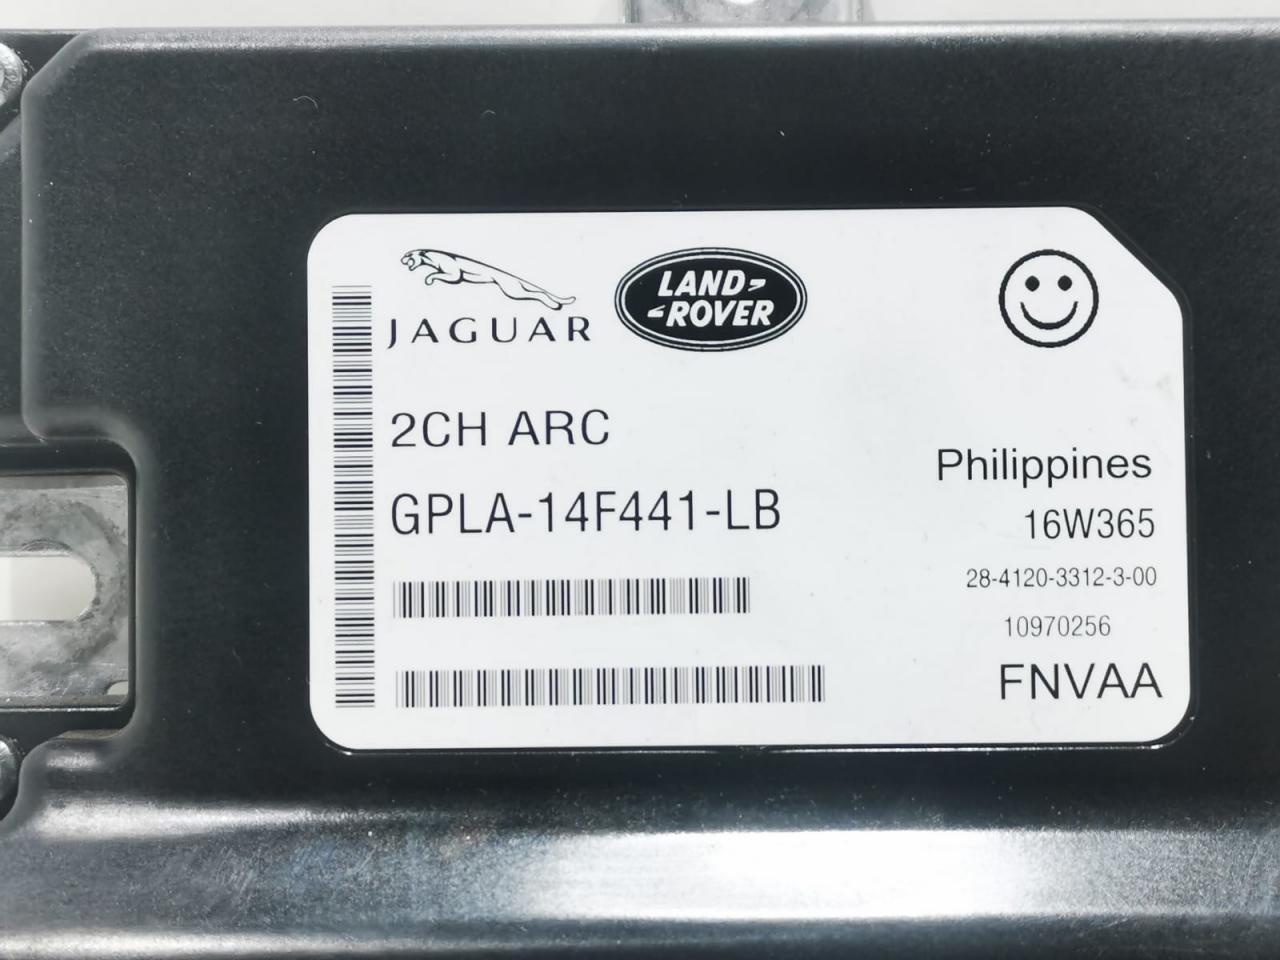 JAGUAR
LAND-
-ROVER
2CH ARC
GPLA-14F441-LB
Philippines
16W365
28-4120-3312-3-00
10970256
FNVAA